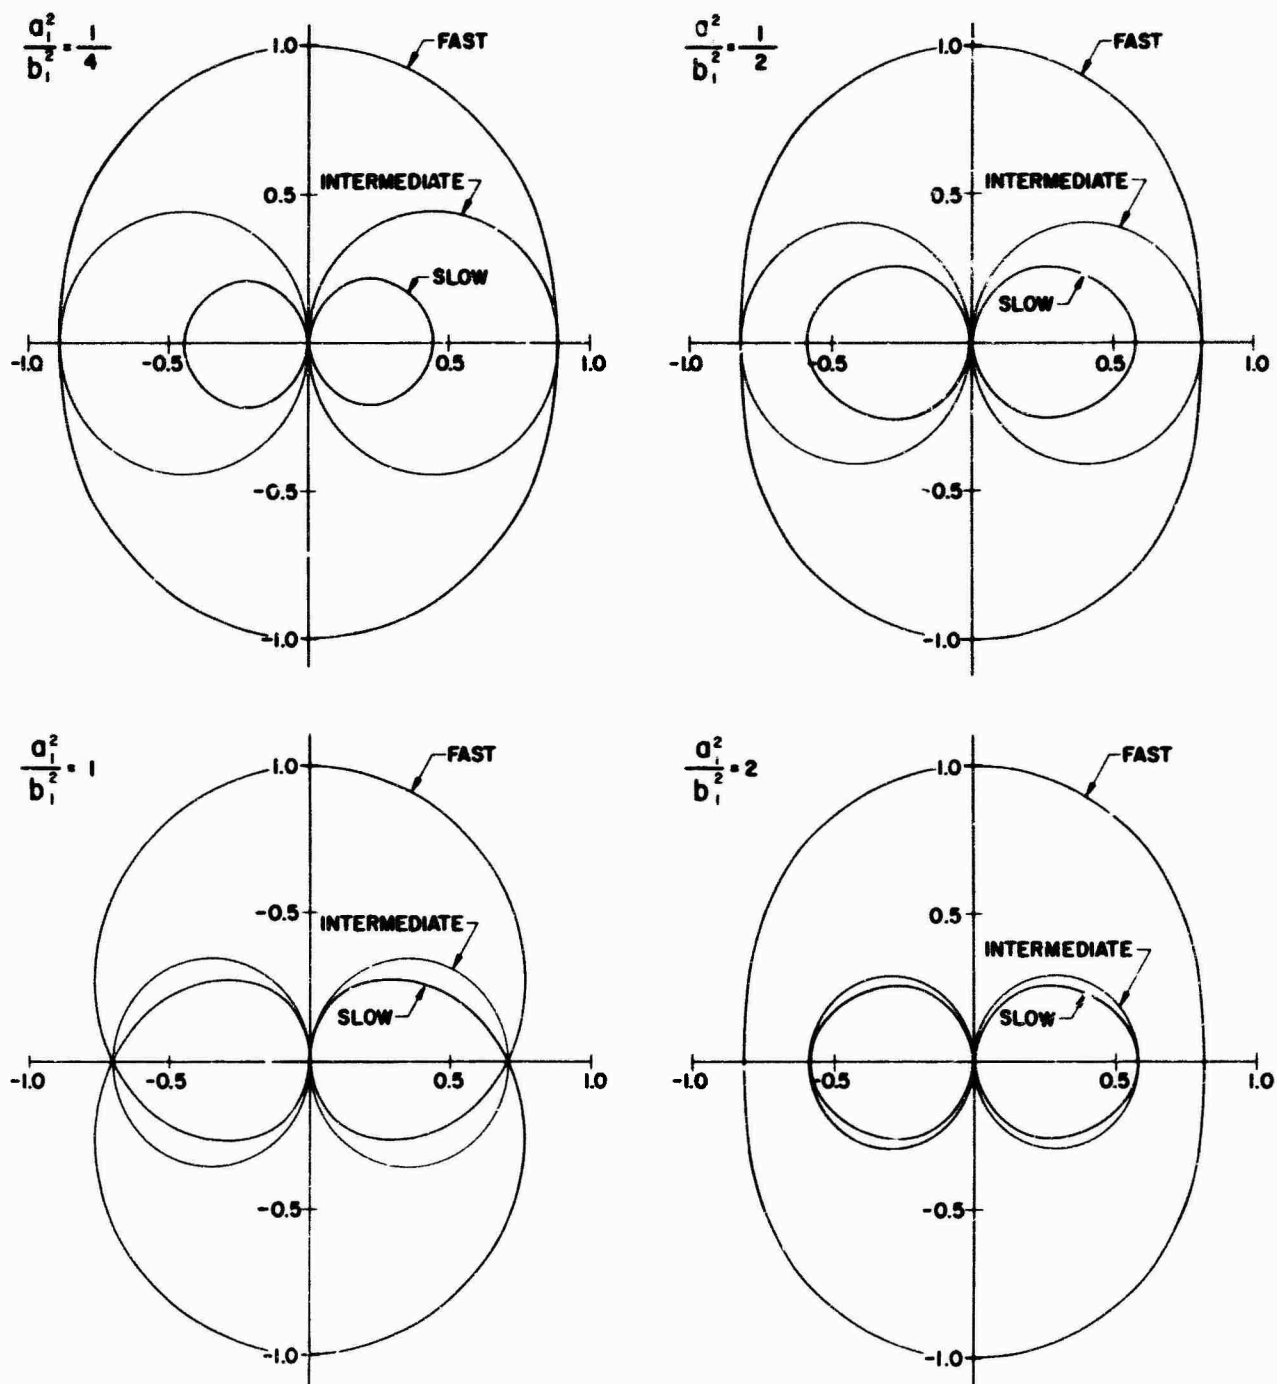 a₁²/b₁² = 1/4
FAST
1.0
INTERMEDIATE
0.5
SLOW
-1.0
-0.5
0.5
1.0
-0.5
-1.0
a²/b₁² = 1/2
FAST
1.0
INTERMEDIATE
0.5
SLOW
-1.0
-0.5
0.5
1.0
-0.5
-1.0
a₁²/b₁² = 1
FAST
1.0
-0.5
INTERMEDIATE
SLOW
-1.0
-0.5
0.5
1.0
-0.5
-1.0
a₁²/b₁² = 2
FAST
1.0
0.5
INTERMEDIATE
SLOW
-1.0
-0.5
0.5
1.0
-0.5
-1.0